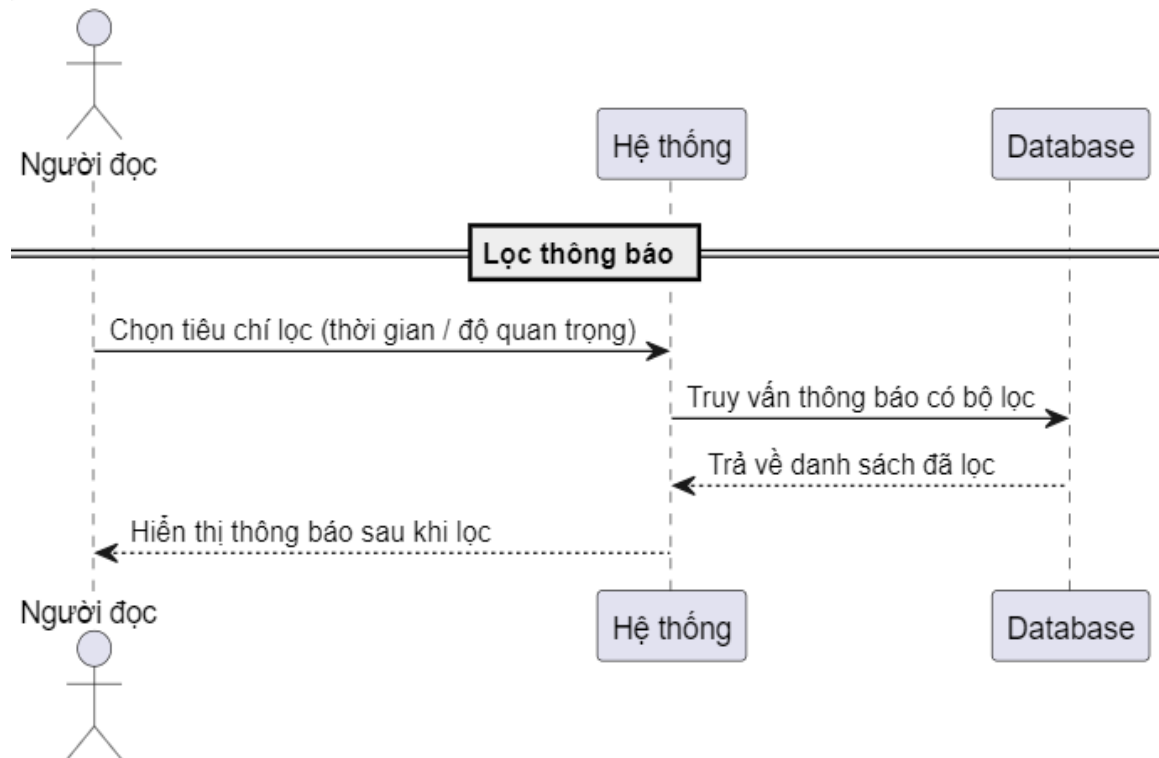 Người đọc
Hệ thống
Database
Lọc thông báo
Chọn tiêu chí lọc (thời gian / độ quan trọng)
Truy vấn thông báo có bộ lọc
Trả về danh sách đã lọc
Hiển thị thông báo sau khi lọc
Người đọc
Hệ thống
Database